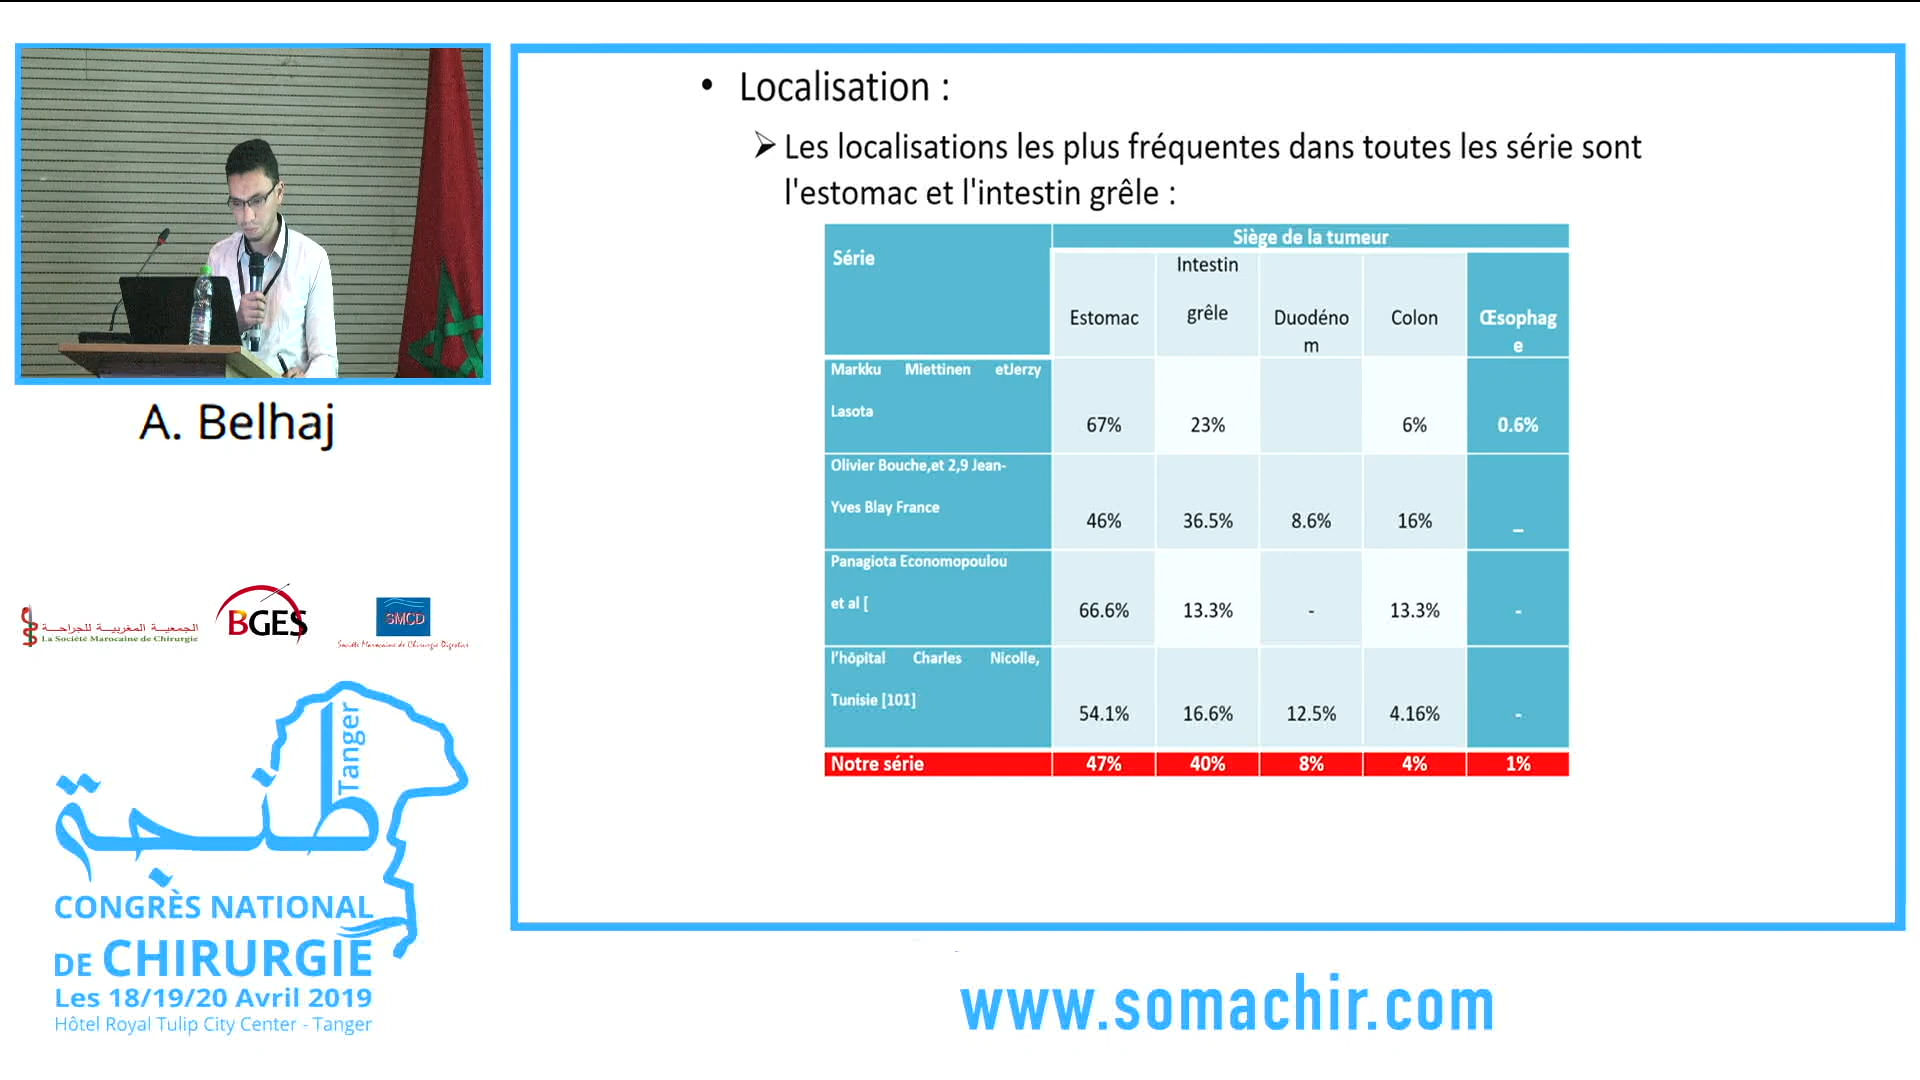 • Localisation :
➢ Les localisations les plus fréquentes dans toutes les série sont
l'estomac et l'intestin grêle :
Série
Siège de la tumeur
Estomac
Intestin
grêle
Duodéno
m
Colon
Œsophag
e
Markku Miettinen etJerzy
Lasota
67% 23% 6% 0.6%
Olivier Bouche,et 2,9 Jean-
Yves Blay France
46% 36.5% 8.6% 16% _
Panagiota Economopoulou
et al [
66.6% 13.3% - 13.3% -
l'hôpital Charles Nicolle,
Tunisie [101]
54.1% 16.6% 12.5% 4.16% -
Notre série 47% 40% 8% 4% 1%
A. Belhaj
الجمعية المغربية للجراحة
La Société Marocaine de Chirurgie
BGES
SMCD
Société Marocaine de Chirurgie Digestive
Tanger
طنجة
CONGRÈS NATIONAL
DE CHIRURGIE
Les 18/19/20 Avril 2019
Hôtel Royal Tulip City Center - Tanger
www.somachir.com